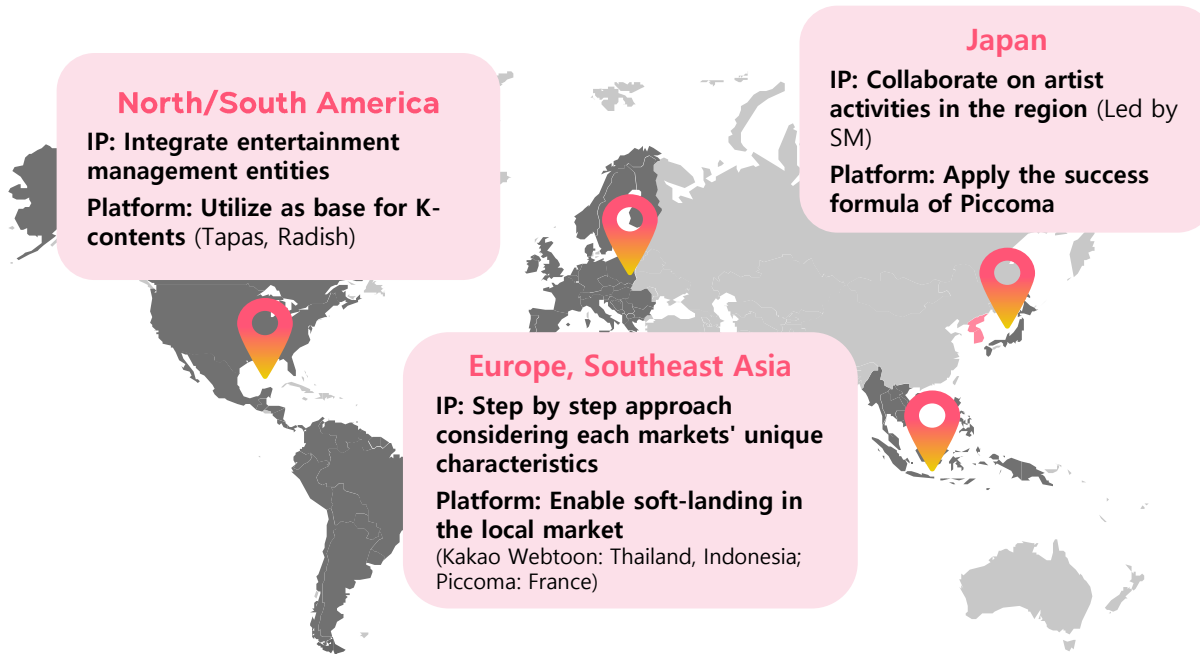 North/South America
IP: Integrate entertainment
management entities
Platform: Utilize as base for K-
contents (Tapas, Radish)
Japan
IP: Collaborate on artist
activities in the region (Led by
SM)
Platform: Apply the success
formula of Piccoma
Europe, Southeast Asia
IP: Step by step approach
considering each markets' unique
characteristics
Platform: Enable soft-landing in
the local market
(Kakao Webtoon: Thailand, Indonesia;
Piccoma: France)